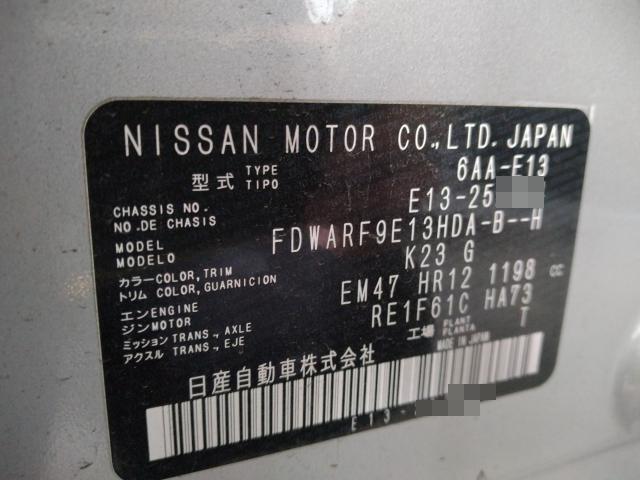 NISSAN MOTOR CO.,LTD. JAPAN
型式 TYPE TIPO 6AA-E13
CHASSIS NO. NO.DE CHASIS E13-25
MODEL MODELO FDWARF9E13HDA-B--H
カラー COLOR, TRIM トリム COLOR, GUARNICION K23 G
エンジン ENGINE MOTOR EM47 HR12 1198 cc
ミッション アクスル TRANS., AXLE TRANS., EJE RE1F61C HA73
工場 PLANT PLANTA T
日産自動車株式会社 MADE IN JAPAN
E13-